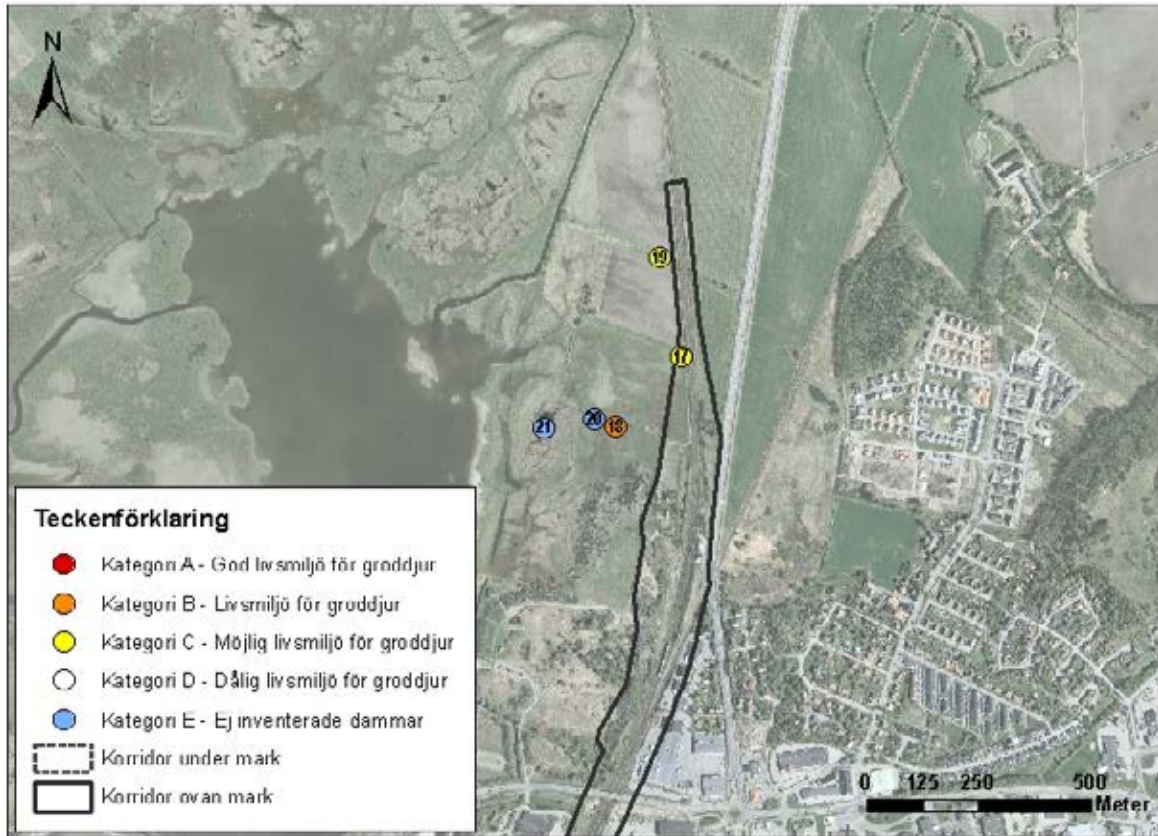 N
19
17
20
18
21
Teckenförklaring
Kategori A - God livsmiljö för groddjur
Kategori B - Livsmiljö för groddjur
Kategori C - Möjlig livsmiljö för groddjur
Kategori D - Dålig livsmiljö för groddjur
Kategori E - Ej inventerade dammar
Korridor under mark
Korridor ovan mark
0 125 250 500
Meter